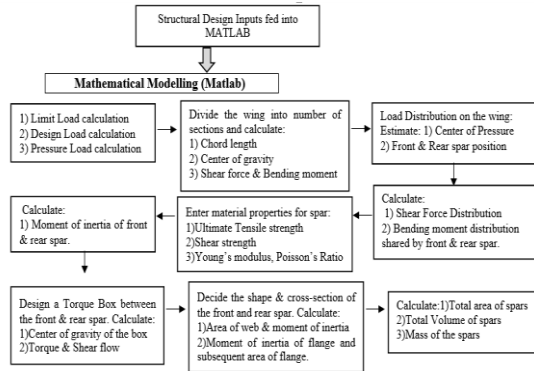 Structural Design Inputs fed into
MATLAB
Mathematical Modelling (Matlab)
1) Limit Load calculation
2) Design Load calculation
3) Pressure Load calculation
Divide the wing into number of
sections and calculate:
1) Chord length
2) Center of gravity
3) Shear force & Bending moment
Load Distribution on the wing:
Estimate: 1) Center of Pressure
2) Front & Rear spar position
Calculate:
1) Shear Force Distribution
2) Bending moment distribution
shared by front & rear spar.
Enter material properties for spar:
1)Ultimate Tensile strength
2)Shear strength
3)Young's modulus, Poisson's Ratio
Calculate:
1) Moment of inertia of front
& rear spar.
Design a Torque Box between
the front & rear spar. Calculate:
1)Center of gravity of the box
2)Torque & Shear flow
Decide the shape & cross-section of
the front and rear spar. Calculate:
1)Area of web & moment of inertia
2)Moment of inertia of flange and
subsequent area of flange.
Calculate:1)Total area of spars
2)Total Volume of spars
3)Mass of the spars